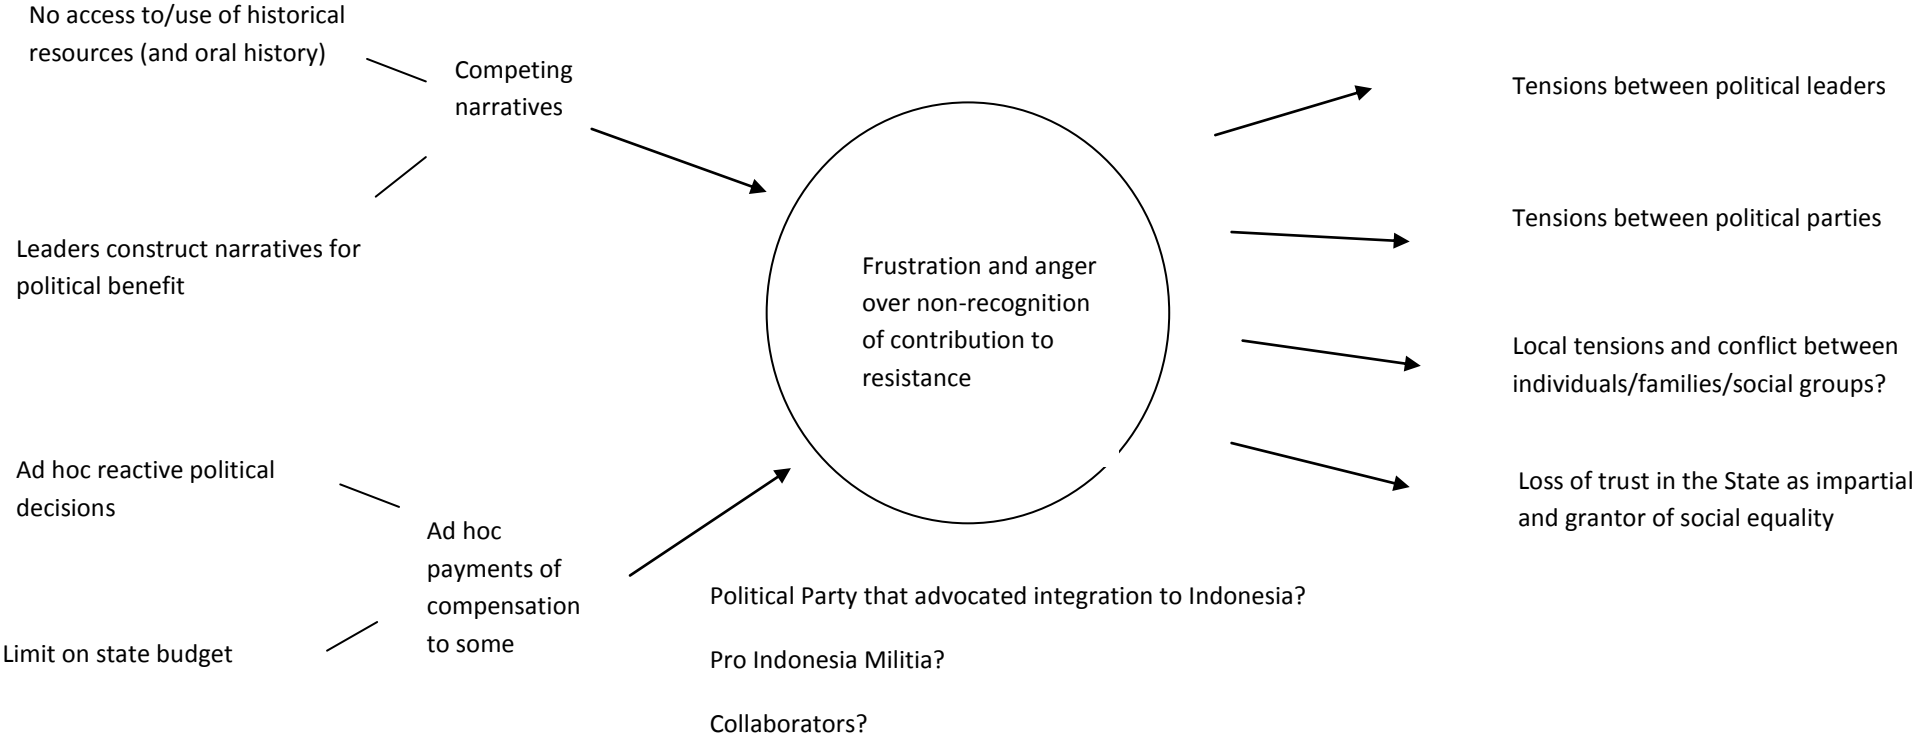 No access to/use of historical
resources (and oral history)
Competing
narratives
Leaders construct narratives for
political benefit
Ad hoc reactive political
decisions
Ad hoc
payments of
compensation
to some
Limit on state budget
Frustration and anger
over non-recognition
of contribution to
resistance
Political Party that advocated integration to Indonesia?
Pro Indonesia Militia?
Collaborators?
Tensions between political leaders
Tensions between political parties
Local tensions and conflict between
individuals/families/social groups?
Loss of trust in the State as impartial
and grantor of social equality